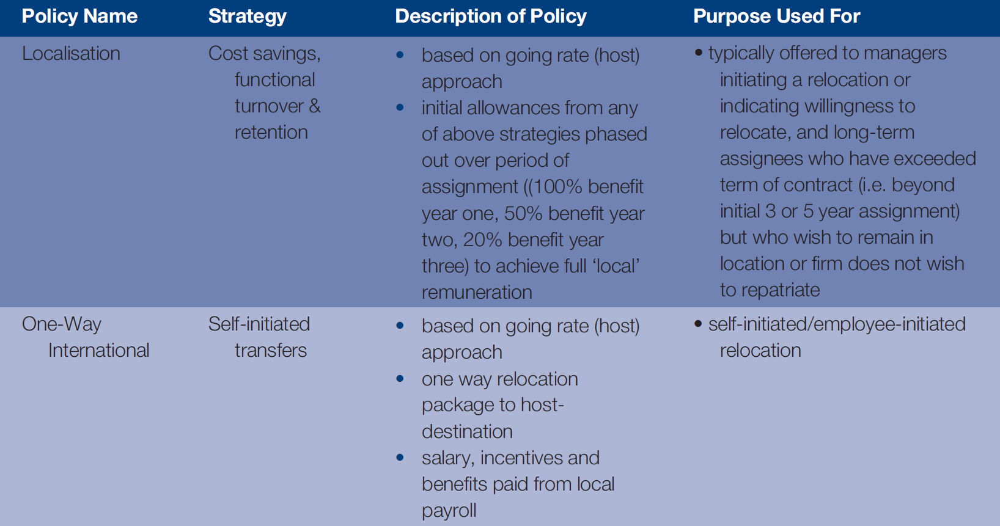 Policy Name Strategy Description of Policy Purpose Used For
Localisation
Cost savings,
functional
turnover &
retention
• based on going rate (host)
approach
• initial allowances from any
of above strategies phased
out over period of
assignment ((100% benefit
year one, 50% benefit year
two, 20% benefit year
three) to achieve full ‘local’
remuneration
• typically offered to managers
initiating a relocation or
indicating willingness to
relocate, and long-term
assignees who have exceeded
term of contract (i.e. beyond
initial 3 or 5 year assignment)
but who wish to remain in
location or firm does not wish
to repatriate
One-Way
International
Self-initiated
transfers
• based on going rate (host)
approach
• one way relocation
package to host-
destination
• salary, incentives and
benefits paid from local
payroll
• self-initiated/employee-initiated
relocation